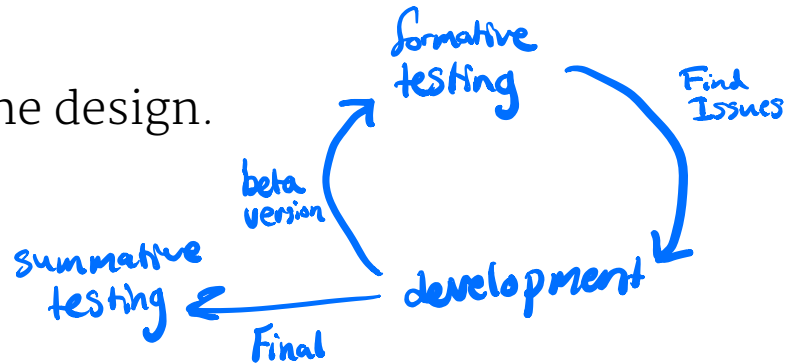 formative
testing
Find
Issues
he design.
beta
version
summative
testing
development
Final